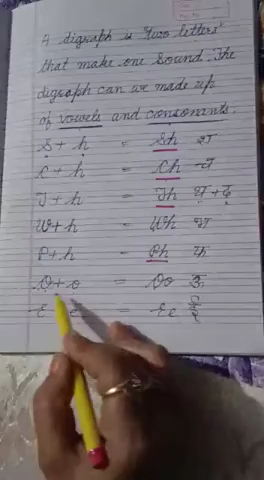 A digraph is two letters
that make one sound. The
digraph can we made up
of vowels and consonants.
S + h = Sh श
C + h = Ch च
T + h = Th थ + द
W + h = Wh व
P + h = Ph फ
O + o = Oo
E e = Ee ई